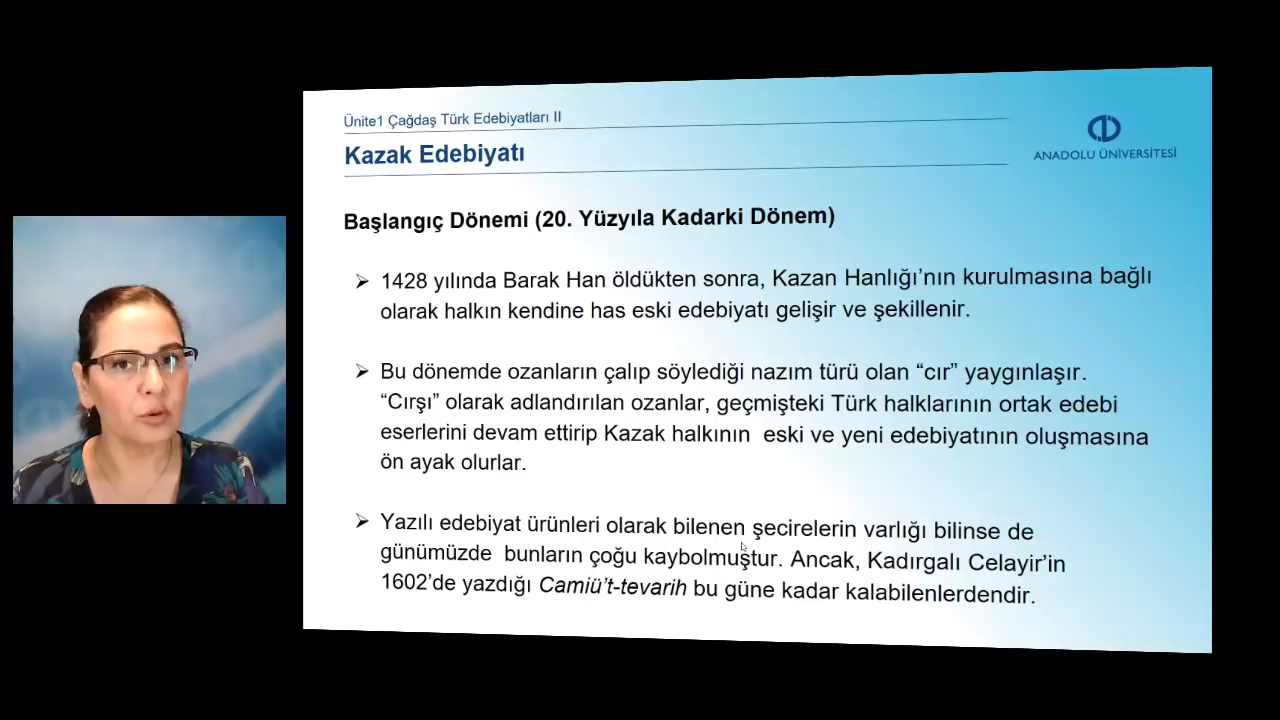 Ünite1 Çağdaş Türk Edebiyatları II
Kazak Edebiyatı
ANADOLU ÜNİVERSİTESİ
Başlangıç Dönemi (20. Yüzyıla Kadarki Dönem)
➢ 1428 yılında Barak Han öldükten sonra, Kazan Hanlığı’nın kurulmasına bağlı
olarak halkın kendine has eski edebiyatı gelişir ve şekillenir.
➢ Bu dönemde ozanların çalıp söylediği nazım türü olan “cır” yaygınlaşır.
“Cırşı” olarak adlandırılan ozanlar, geçmişteki Türk halklarının ortak edebi
eserlerini devam ettirip Kazak halkının eski ve yeni edebiyatının oluşmasına
ön ayak olurlar.
➢ Yazılı edebiyat ürünleri olarak bilenen şecirelerin varlığı bilinse de
günümüzde bunların çoğu kaybolmuştur. Ancak, Kadırgalı Celayir’in
1602’de yazdığı Camiü’t-tevarih bu güne kadar kalabilenlerdendir.